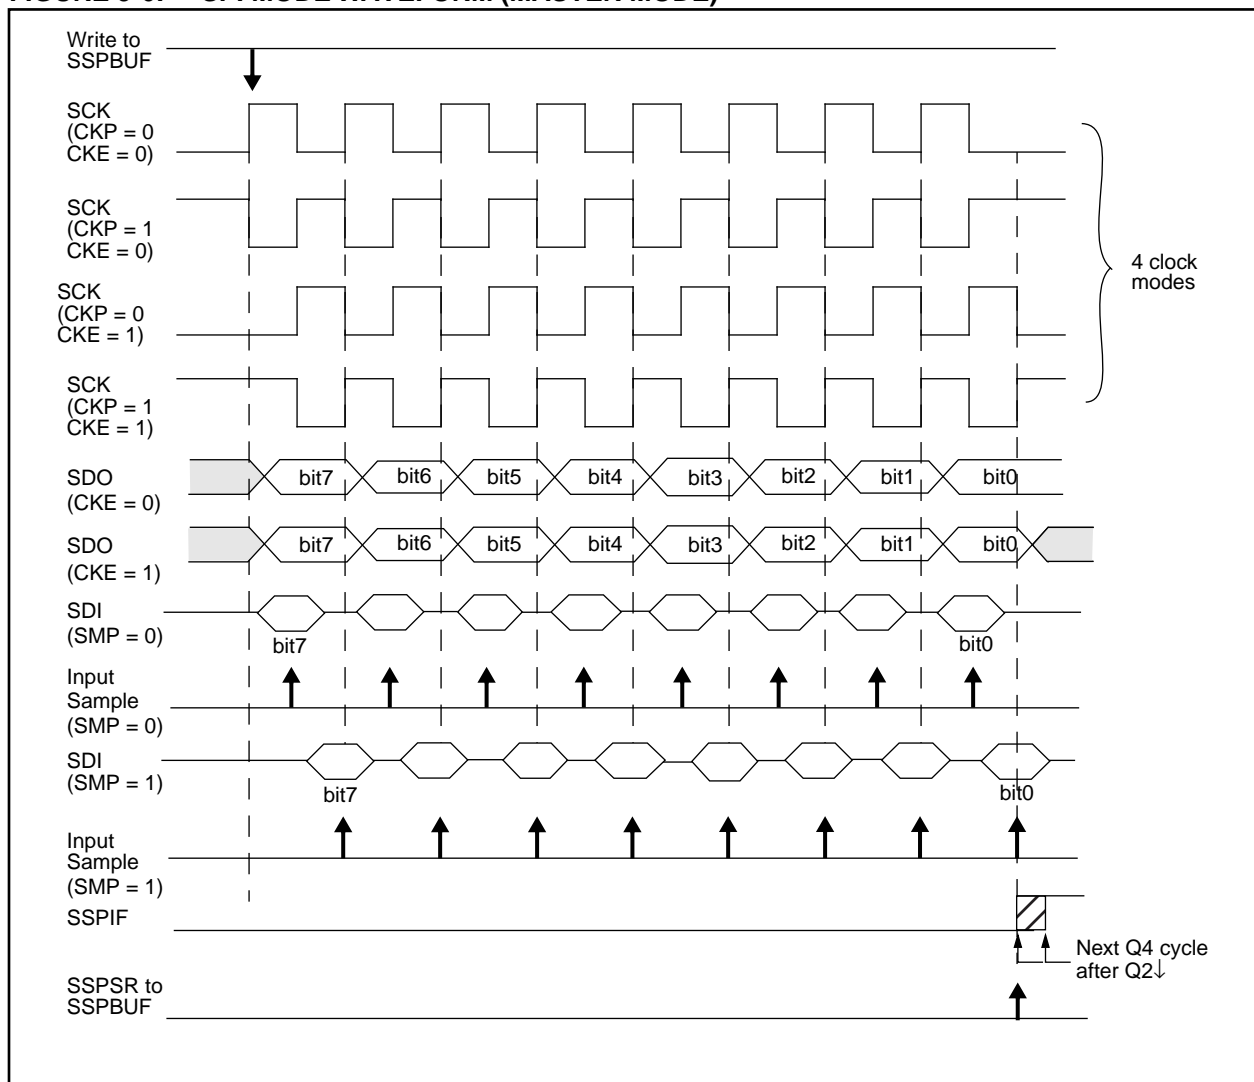 Write to
SSPBUF
SCK
(CKP = 0
CKE = 0)
SCK
(CKP = 1
CKE = 0)
4 clock
modes
SCK
(CKP = 0
CKE = 1)
SCK
(CKP = 1
CKE = 1)
SDO
(CKE = 0)
bit7 bit6 bit5 bit4 bit3 bit2 bit1 bit0
SDO
(CKE = 1)
bit7 bit6 bit5 bit4 bit3 bit2 bit1 bit0
SDI
(SMP = 0)
bit7 bit0
Input
Sample
(SMP = 0)
SDI
(SMP = 1)
bit7 bit0
Input
Sample
(SMP = 1)
SSPIF
Next Q4 cycle
after Q2↓
SSPSR to
SSPBUF